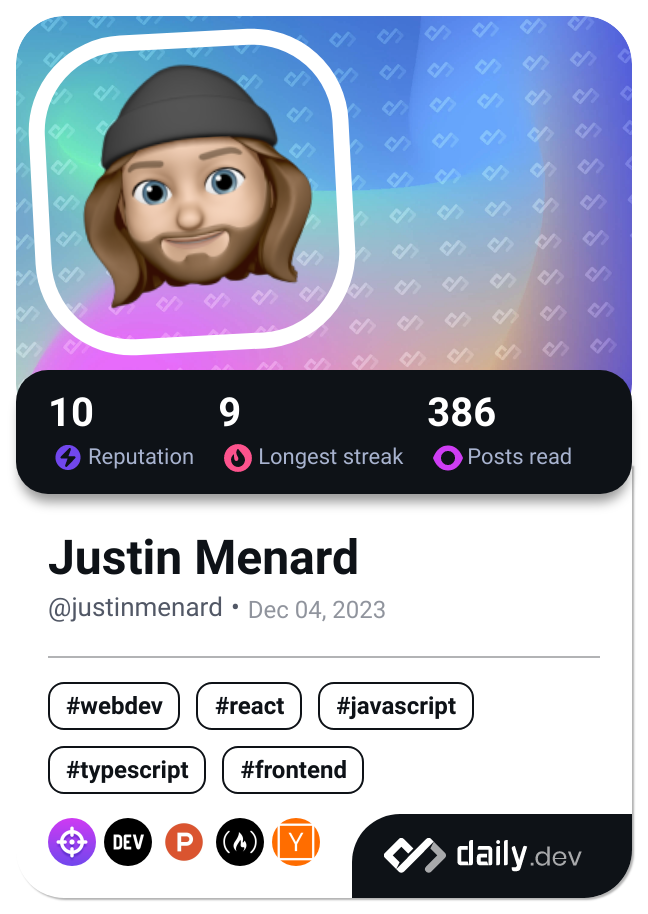 10 9 386
Reputation Longest streak Posts read
Justin Menard
@justinmenard • Dec 04, 2023
#webdev #react #javascript
#typescript #frontend
DEV P Y
daily.dev